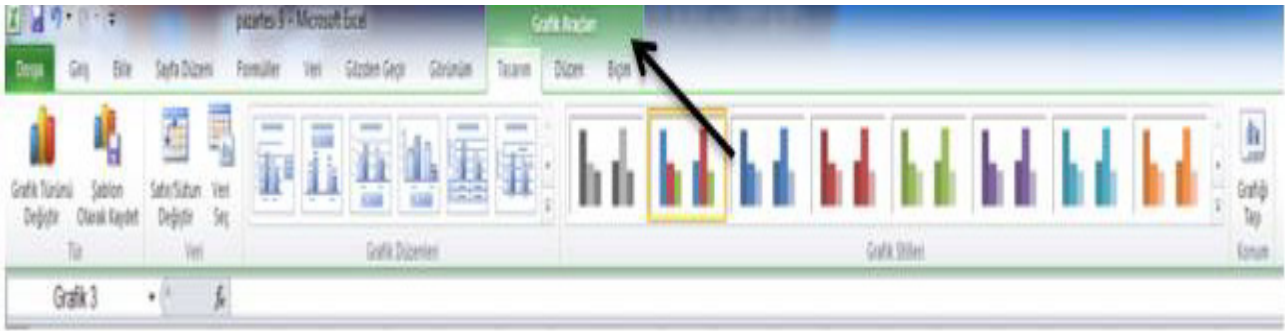 pazartesi 9 - Microsoft Excel Grafik Araçları
Dosya Giriş Ekle Sayfa Düzeni Formüller Veri Gözden Geçir Görünüm Tasarım Düzen Biçim
Grafik Türünü Şablon Satır/Sütun Veri Grafiği
Değiştir Olarak Kaydet Değiştir Seç Taşı
Tür Veri Grafik Düzenleri Grafik Stilleri Konum
Grafik 3 fx